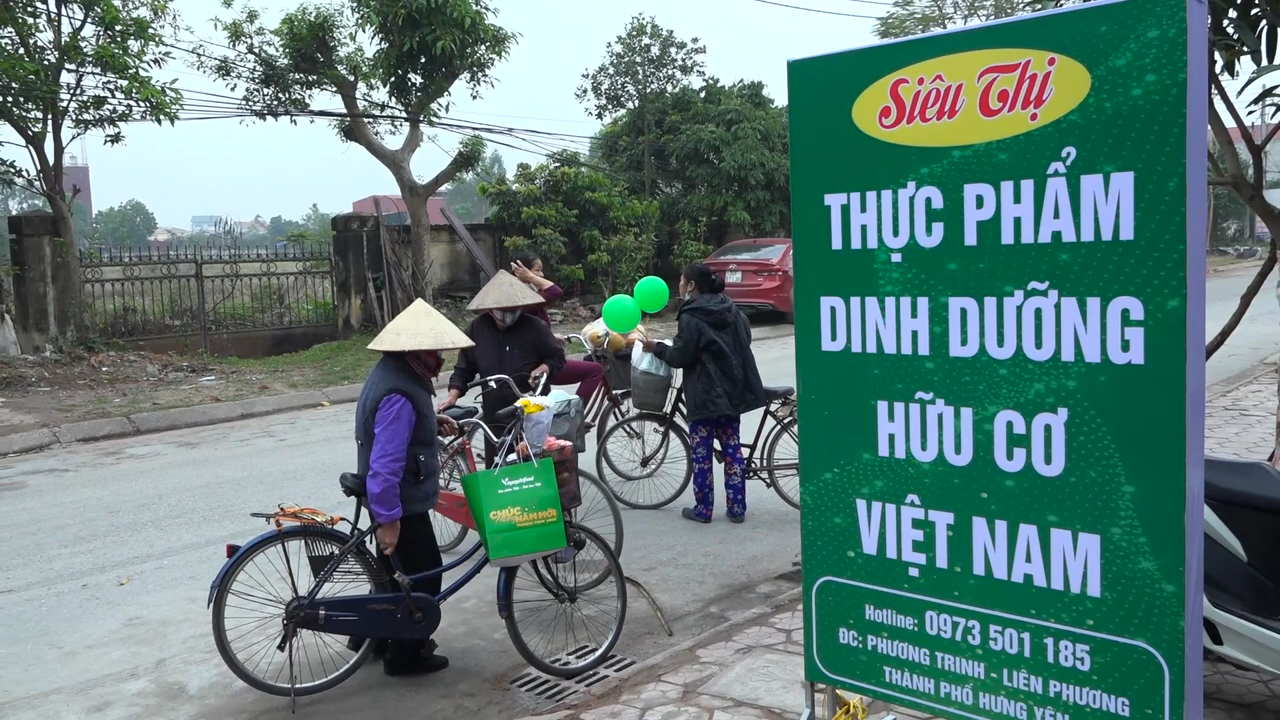 Siêu Thị
THỰC PHẨM
DINH DƯỠNG
HỮU CƠ
VIỆT NAM
Hotline: 0973 501 185
ĐC: PHƯƠNG TRINH - LIÊN PHƯƠNG
THÀNH PHỐ HƯNG YÊN
CHÚC
MỪNG NĂM MỚI